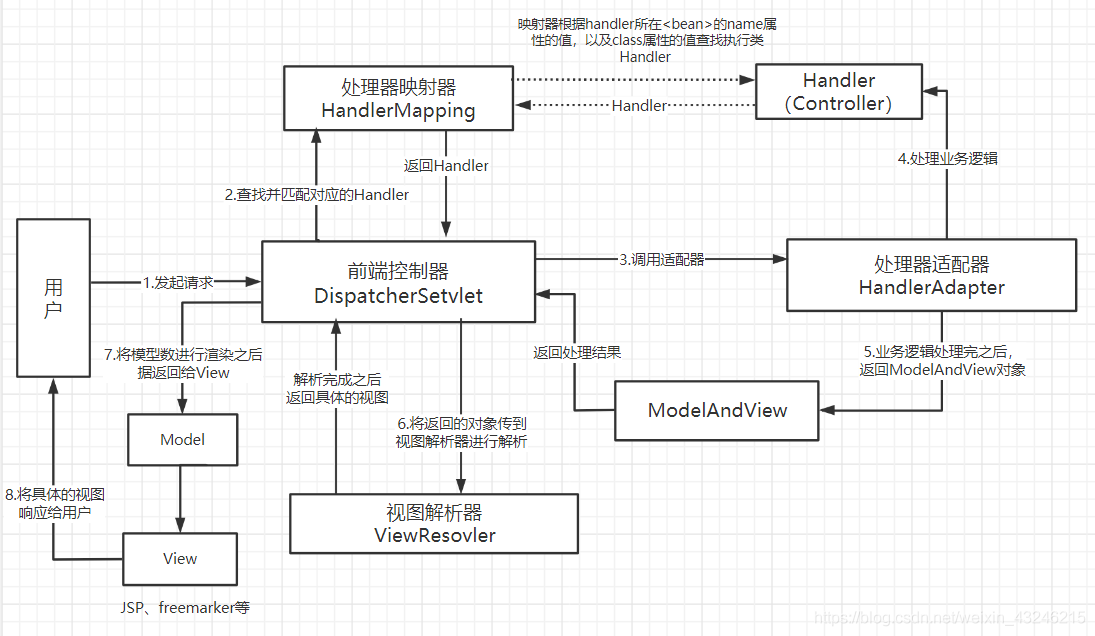 映射器根据handler所在<bean>的name属
性的值，以及class属性的值查找执行类
Handler
处理器映射器
HandlerMapping
Handler
（Controller）
Handler
返回Handler
4.处理业务逻辑
2.查找并匹配对应的Handler
用
户
1.发起请求
前端控制器
DispatcherSetvlet
3.调用适配器
处理器适配器
HandlerAdapter
7.将模型数进行渲染之后
据返回给View
解析完成之后
返回具体的视图
返回处理结果
5.业务逻辑处理完之后，
返回ModelAndView对象
6.将返回的对象传到
视图解析器进行解析
ModelAndView
Model
8.将具体的视图
响应给用户
视图解析器
ViewResovler
View
JSP、freemarker等
https://blog.csdn.net/weixin_43246215